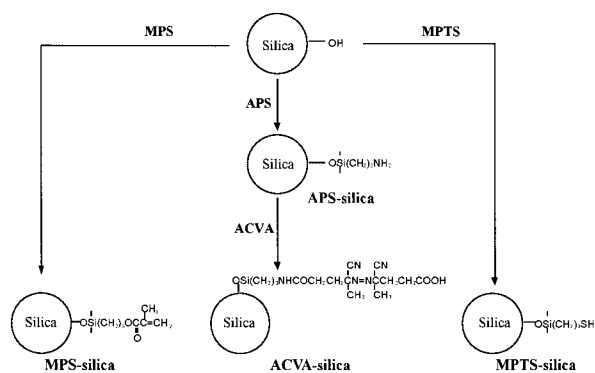 MPS
Silica
OH
MPTS
APS
Silica
OSi(CH2)3NH2
APS-silica
ACVA
CN CN
OSi(CH2)3NHCOCH2CH2CN=NCCH2CH2COOH
CH3 CH3
CH3
Silica
OSi(CH2)3OCC=CH2
O
Silica
Silica
OSi(CH2)3SH
MPS-silica
ACVA-silica
MPTS-silica